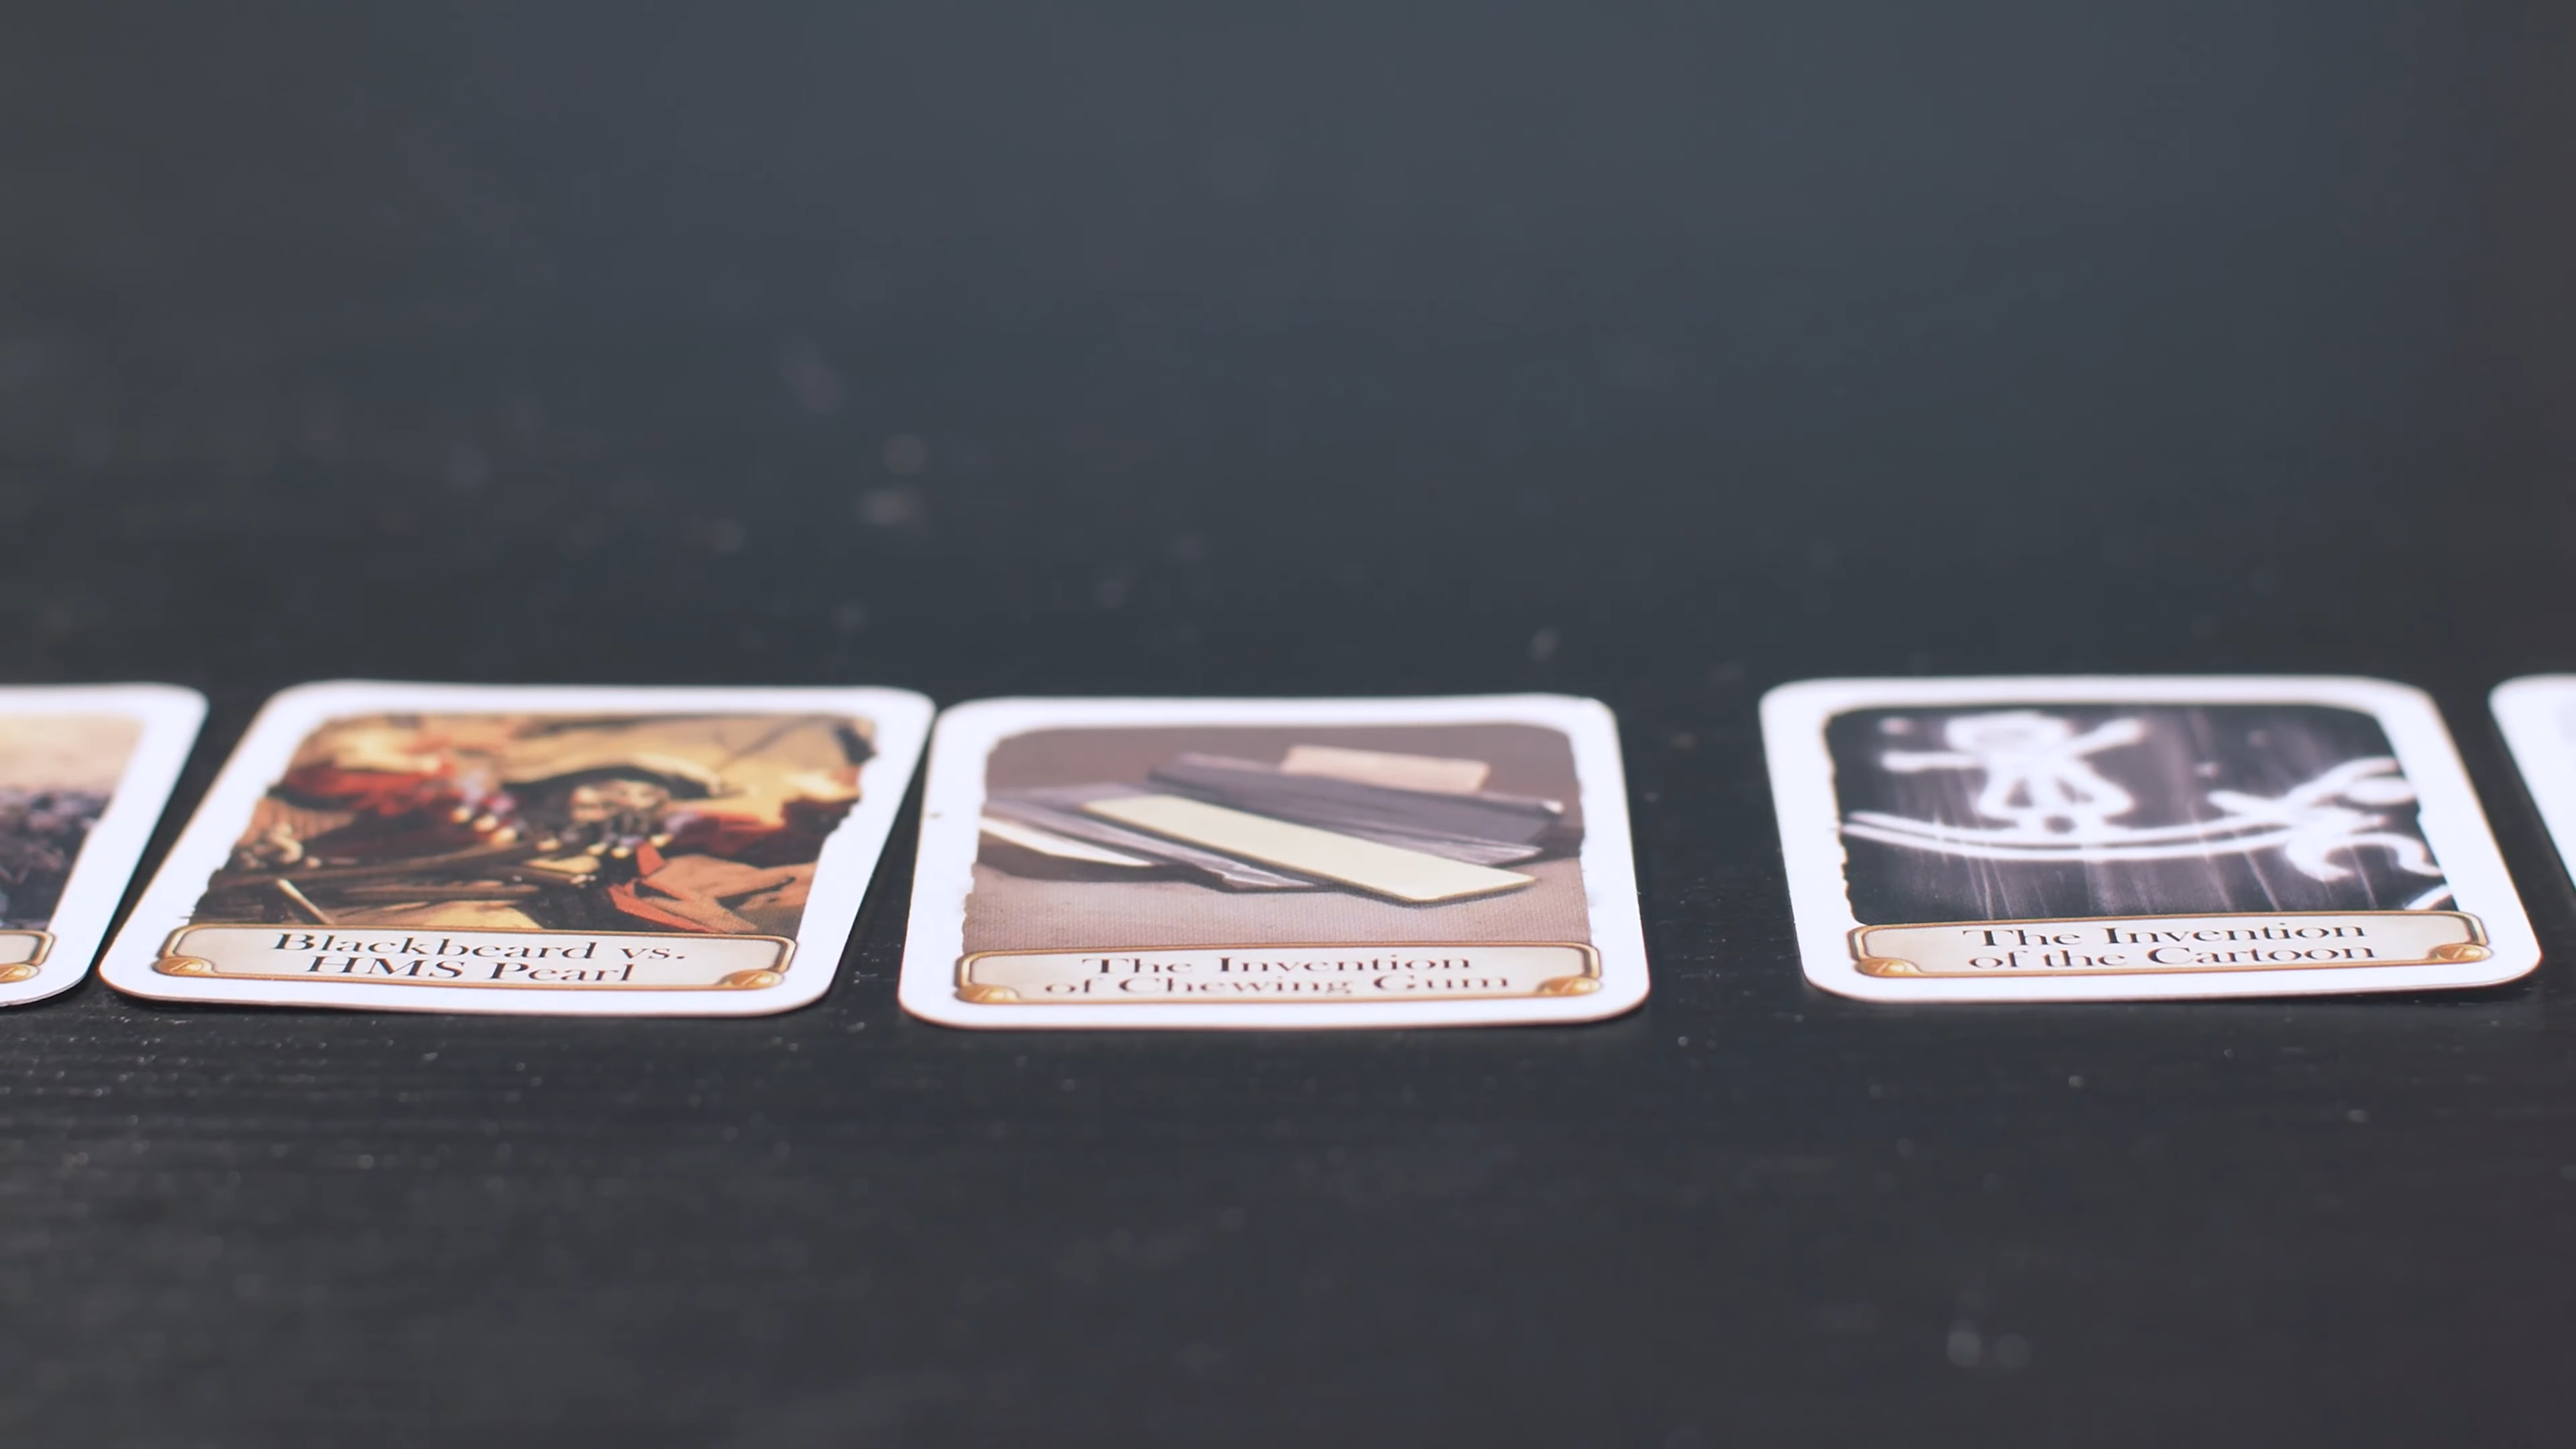 Blackbeard vs.
HMS Pearl
The Invention
of Chewing Gum
The Invention
of the Cartoon